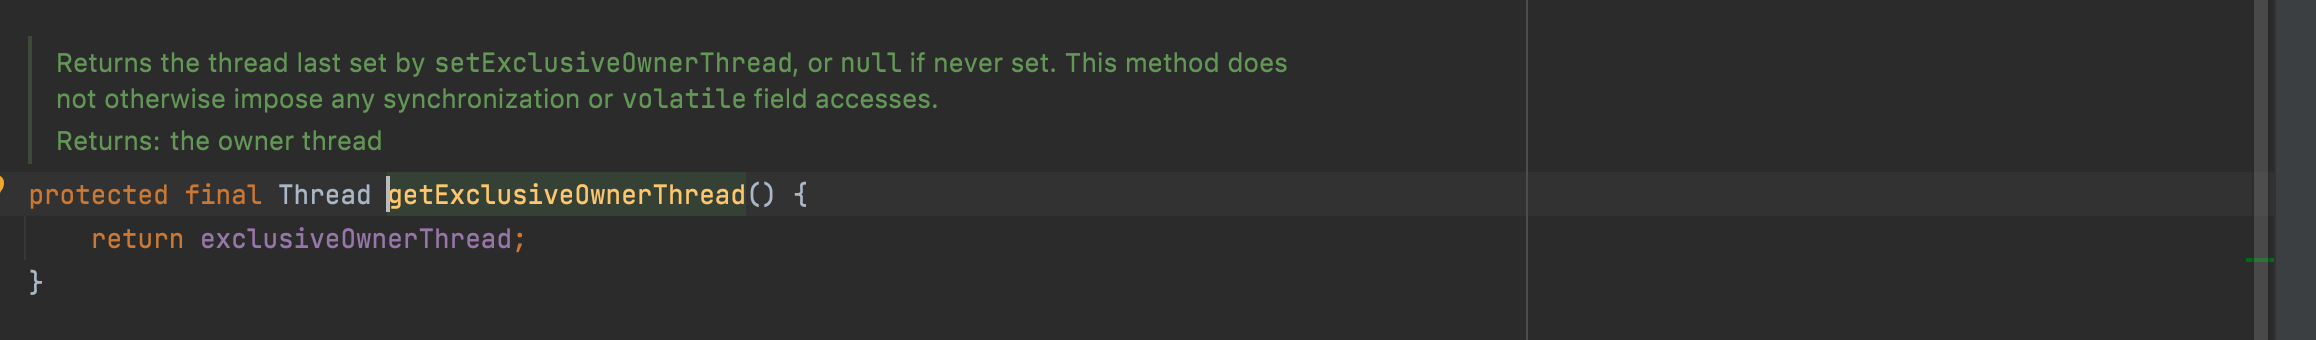 Returns the thread last set by setExclusiveOwnerThread, or null if never set. This method does
not otherwise impose any synchronization or volatile field accesses.
Returns: the owner thread
protected final Thread getExclusiveOwnerThread() {
    return exclusiveOwnerThread;
}